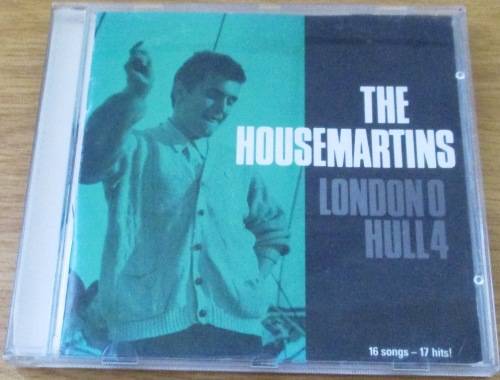 THE
HOUSEMARTINS
LONDON 0
HULL 4
16 songs – 17 hits!